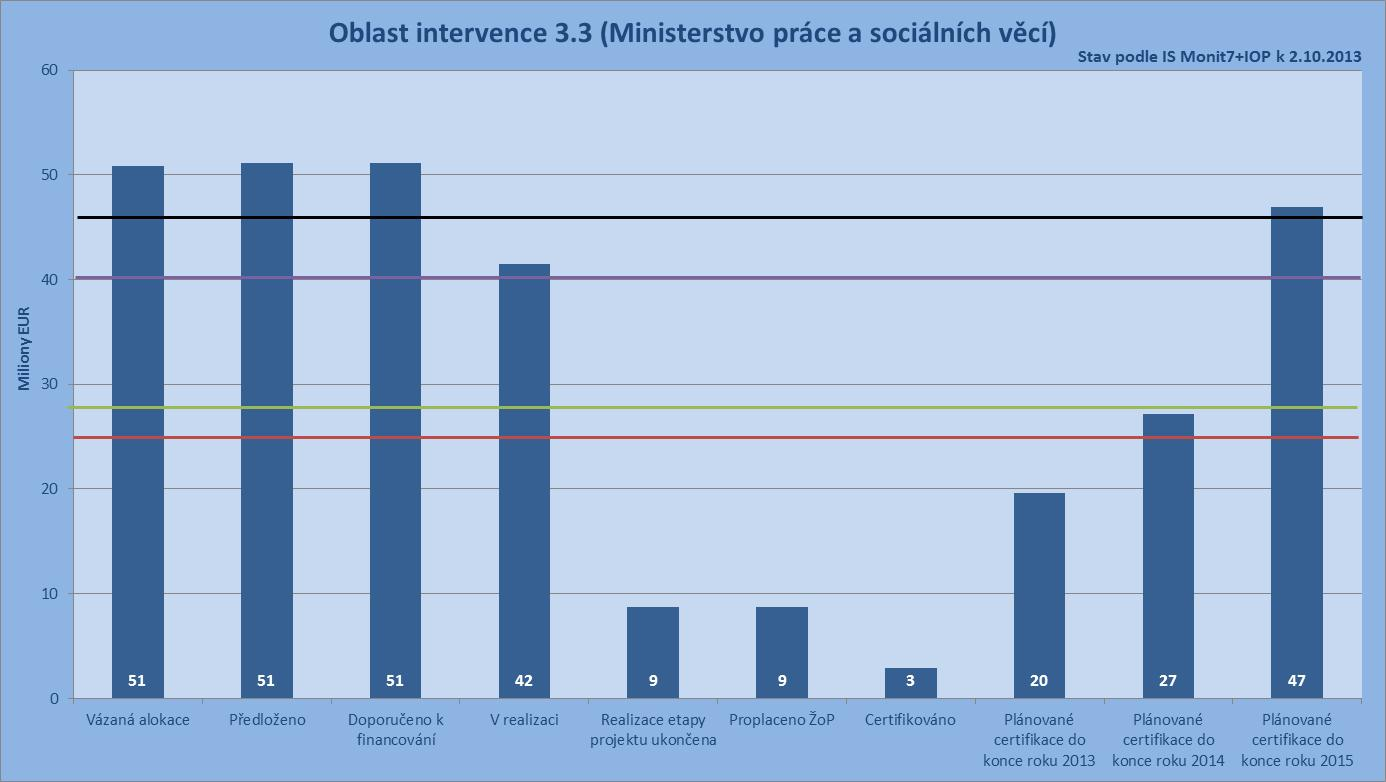 Oblast intervence 3.3 (Ministerstvo práce a sociálních věcí)
Stav podle IS Monit7+IOP k 2.10.2013
Miliony EUR
60
50
40
30
20
10
0
51
51
51
42
9
9
3
20
27
47
Vázaná alokace
Předloženo
Doporučeno k
financování
V realizaci
Realizace etapy
projektu ukončena
Proplaceno ŽoP
Certifikováno
Plánované
certifikace do
konce roku 2013
Plánované
certifikace do
konce roku 2014
Plánované
certifikace do
konce roku 2015